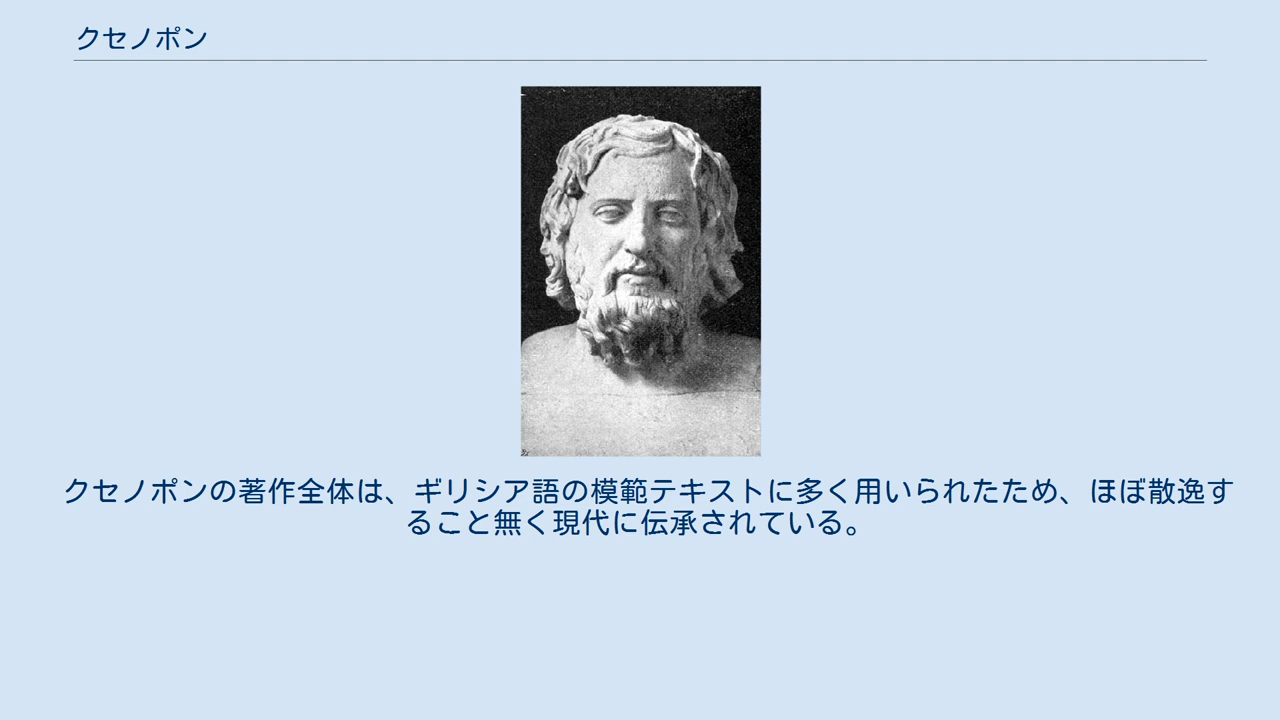 クセノポン
クセノポンの著作全体は、ギリシア語の模範テキストに多く用いられたため、ほぼ散逸す
ること無く現代に伝承されている。